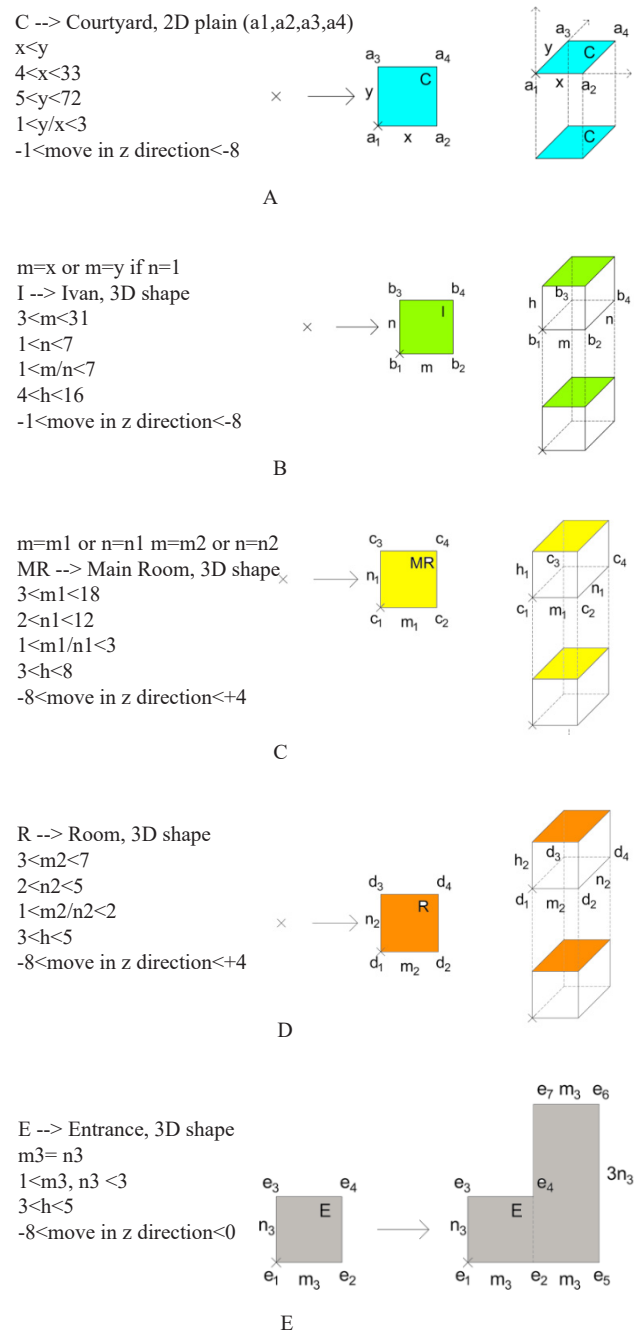 C --> Courtyard, 2D plain (a1,a2,a3,a4)
x<y
4<x<33
5<y<72
1<y/x<3
-1<move in z direction<-8
a3 a4
y C
a1 x a2
a3 a4
y C
a1 x a2
C
A
m=x or m=y if n=1
I --> Ivan, 3D shape
3<m<31
1<n<7
1<m/n<7
4<h<16
-1<move in z direction<-8
b3 b4
n I
b1 m b2
h b3 b4
n
b1 m b2
B
m=m1 or n=n1 m=m2 or n=n2
MR --> Main Room, 3D shape
3<m1<18
2<n1<12
1<m1/n1<3
3<h<8
-8<move in z direction<+4
c3 c4
n1 MR
c1 m1 c2
h1 c3 c4
n1
c1 m1 c2
C
R --> Room, 3D shape
3<m2<7
2<n2<5
1<m2/n2<2
3<h<5
-8<move in z direction<+4
d3 d4
n2 R
d1 m2 d2
h2 d3 d4
n2
d1 m2 d2
D
E --> Entrance, 3D shape
m3= n3
1<m3, n3 <3
3<h<5
-8<move in z direction<0
e3 e4
n3 E
e1 m3 e2
e7 m3 e6
e3 e4 3n3
n3 E
e1 m3 e2 m3 e5
E